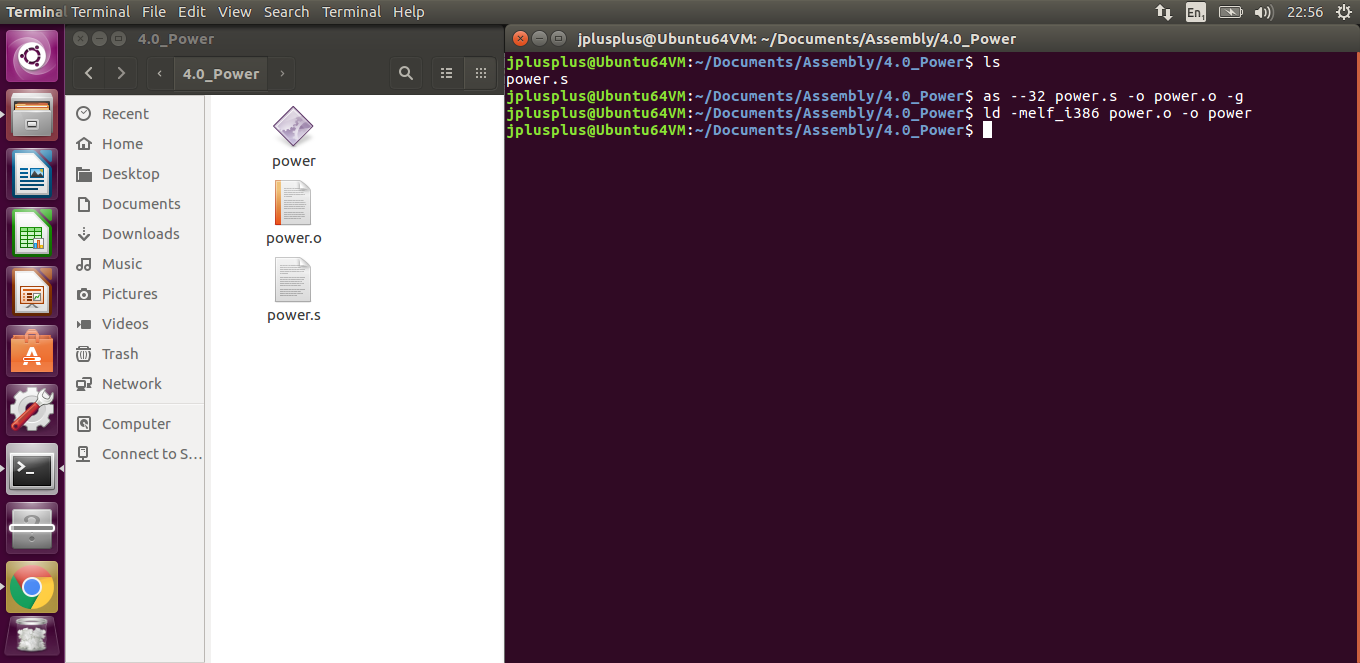 Terminal Terminal File Edit View Search Terminal Help
En1 22:56
4.0_Power
4.0_Power
Recent
Home
Desktop
Documents
Downloads
Music
Pictures
Videos
Trash
Network
Computer
Connect to S…
power
power.o
power.s
jplusplus@Ubuntu64VM: ~/Documents/Assembly/4.0_Power
jplusplus@Ubuntu64VM:~/Documents/Assembly/4.0_Power$ ls
power.s
jplusplus@Ubuntu64VM:~/Documents/Assembly/4.0_Power$ as --32 power.s -o power.o -g
jplusplus@Ubuntu64VM:~/Documents/Assembly/4.0_Power$ ld -melf_i386 power.o -o power
jplusplus@Ubuntu64VM:~/Documents/Assembly/4.0_Power$